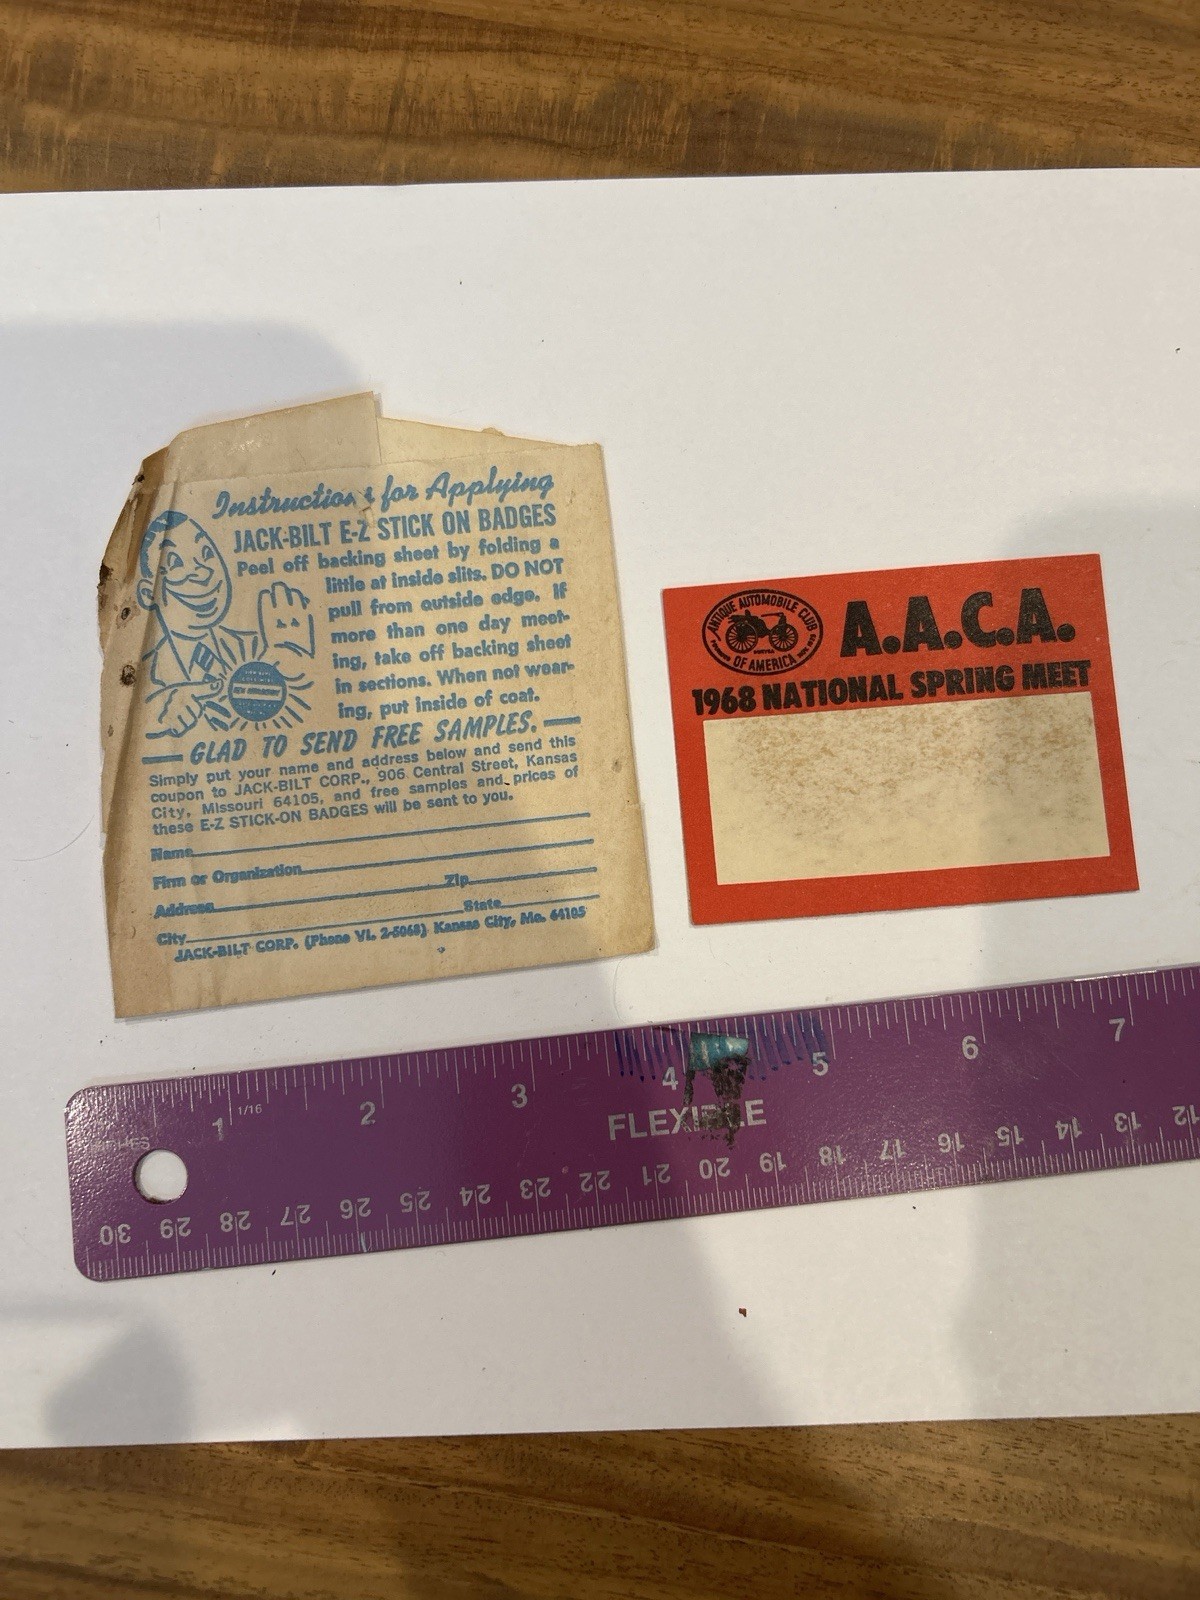 Instructions for Applying
JACK-BILT E-Z STICK ON BADGES
Peel off backing sheet by folding a
little at inside slits. DO NOT
pull from outside edge. If
more than one day meet-
ing, take off backing sheet
in sections. When not wear-
ing, put inside of coat.
GLAD TO SEND FREE SAMPLES.
Simply put your name and address below and send this
coupon to JACK-BILT CORP., 906 Central Street, Kansas
City, Missouri 64105, and free samples and prices of
these E-Z STICK-ON BADGES will be sent to you.
Name
Firm or Organization
Address Zip
City State
JACK-BILT CORP. (Phone VI. 2-5068) Kansas City, Mo. 64105
ANTIQUE AUTOMOBILE CLUB
OF AMERICA
A.A.C.A.
1968 NATIONAL SPRING MEET
INCHES
1 1/16 2 3 4 5 6 7
FLEXIBLE
30 29 28 27 26 25 24 23 22 21 20 19 18 17 16 15 14 13 12